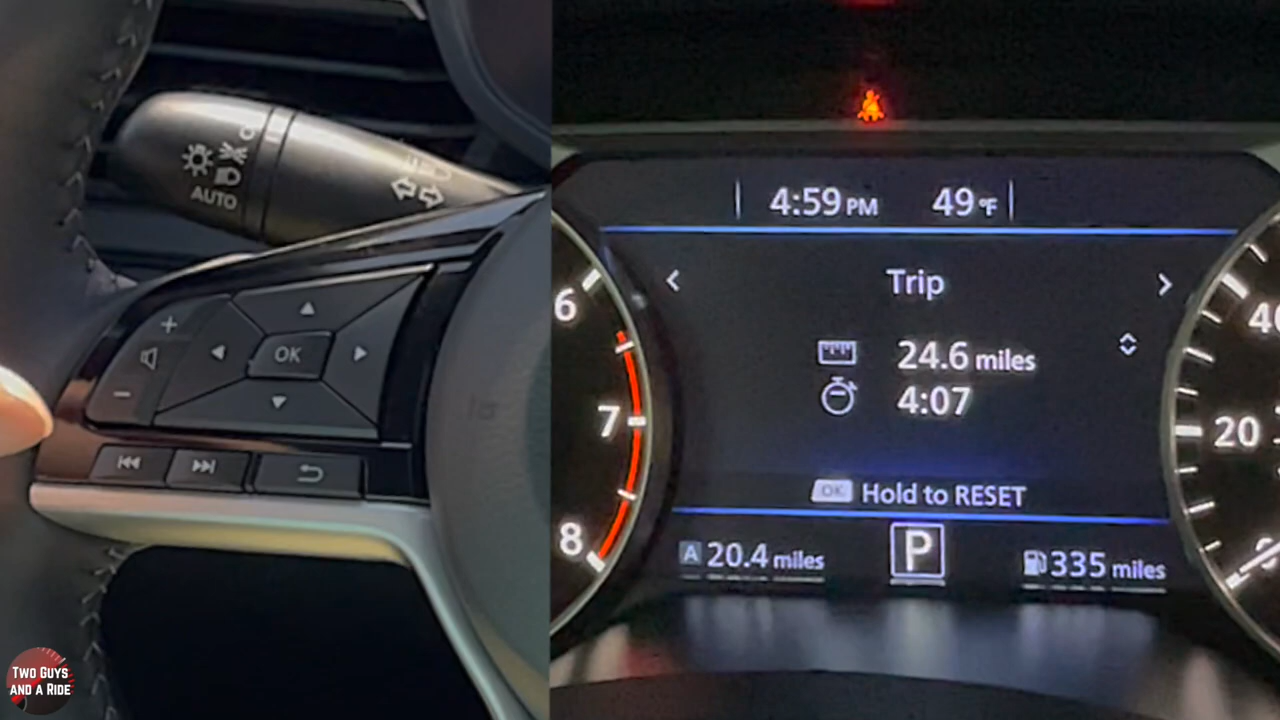 AUTO
OK
TWO GUYS
AND A RIDE
4:59 PM 49 °F
Trip
24.6 miles
4:07
OK Hold to RESET
A 20.4 miles
P
335 miles
6
7
8
40
20